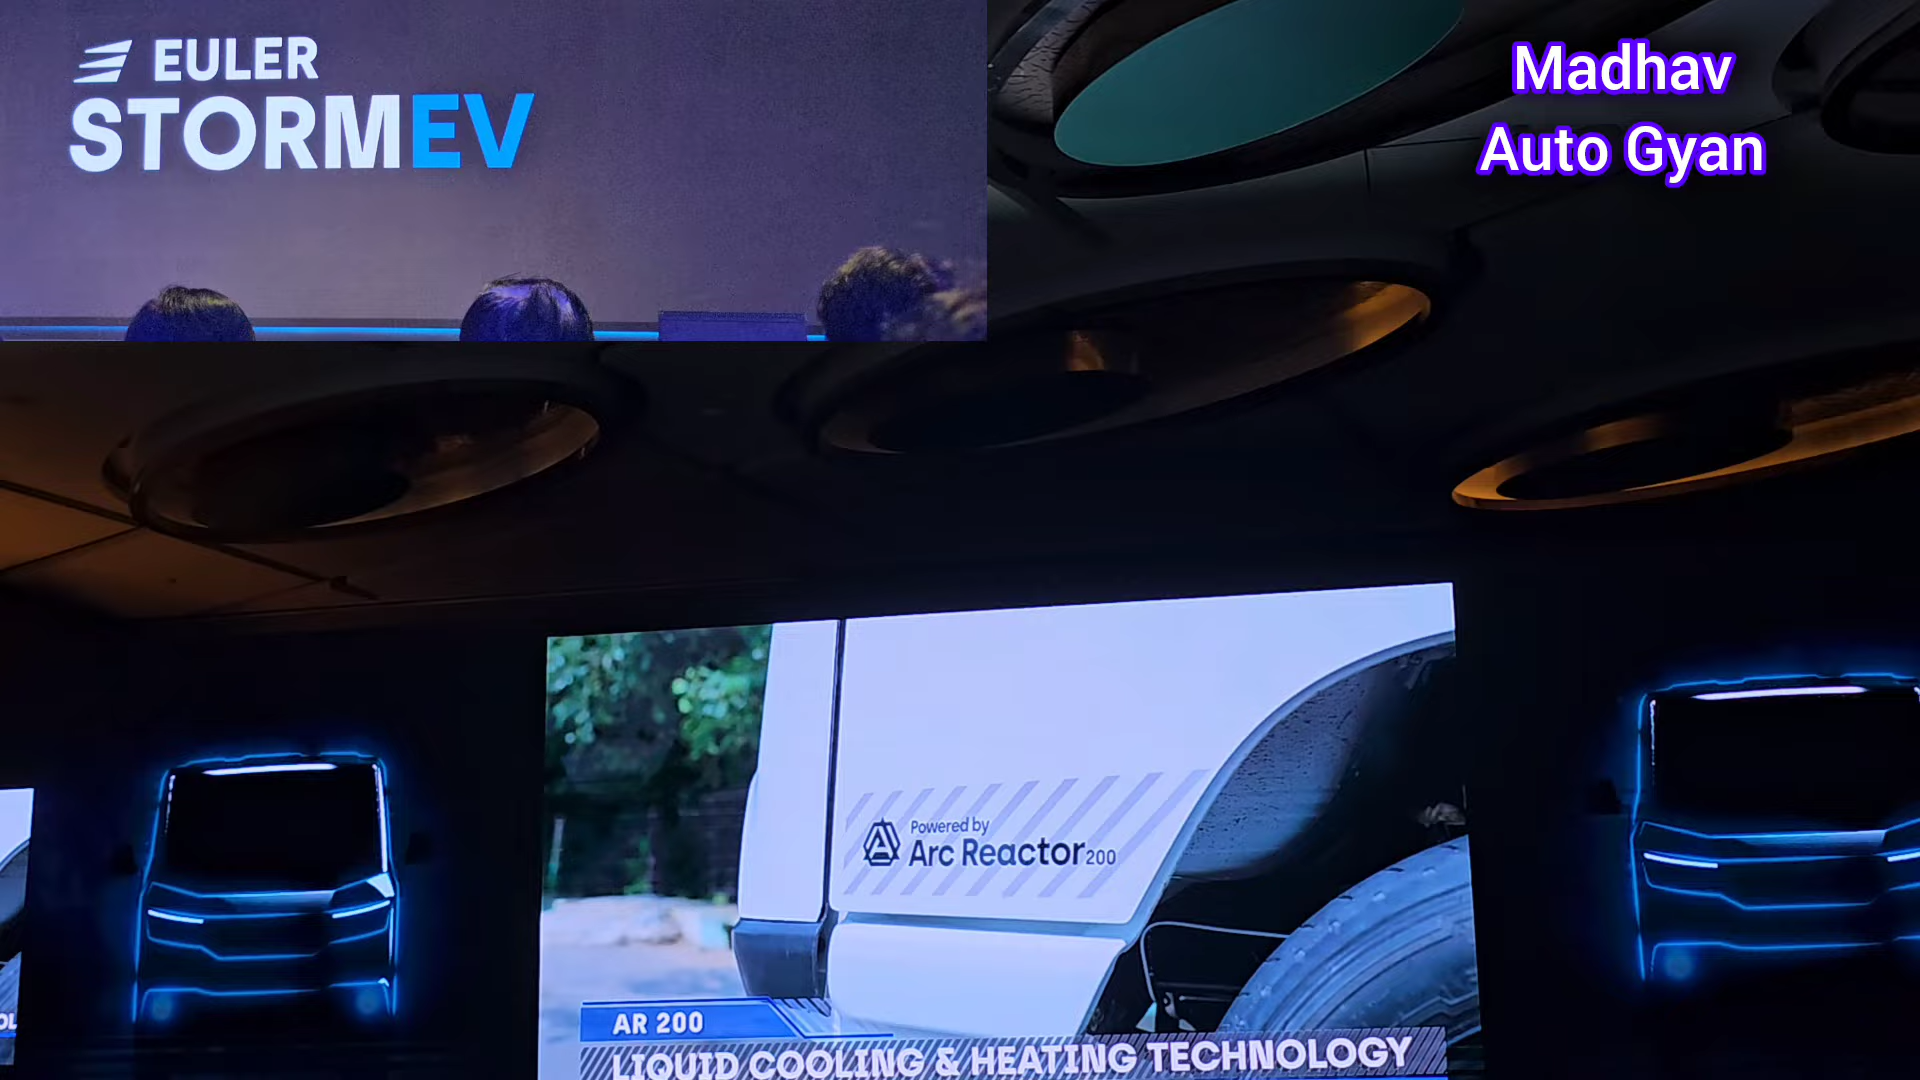 EULER
STORMEV
Madhav
Auto Gyan
Powered by
Arc Reactor200
AR 200
LIQUID COOLING & HEATING TECHNOLOGY